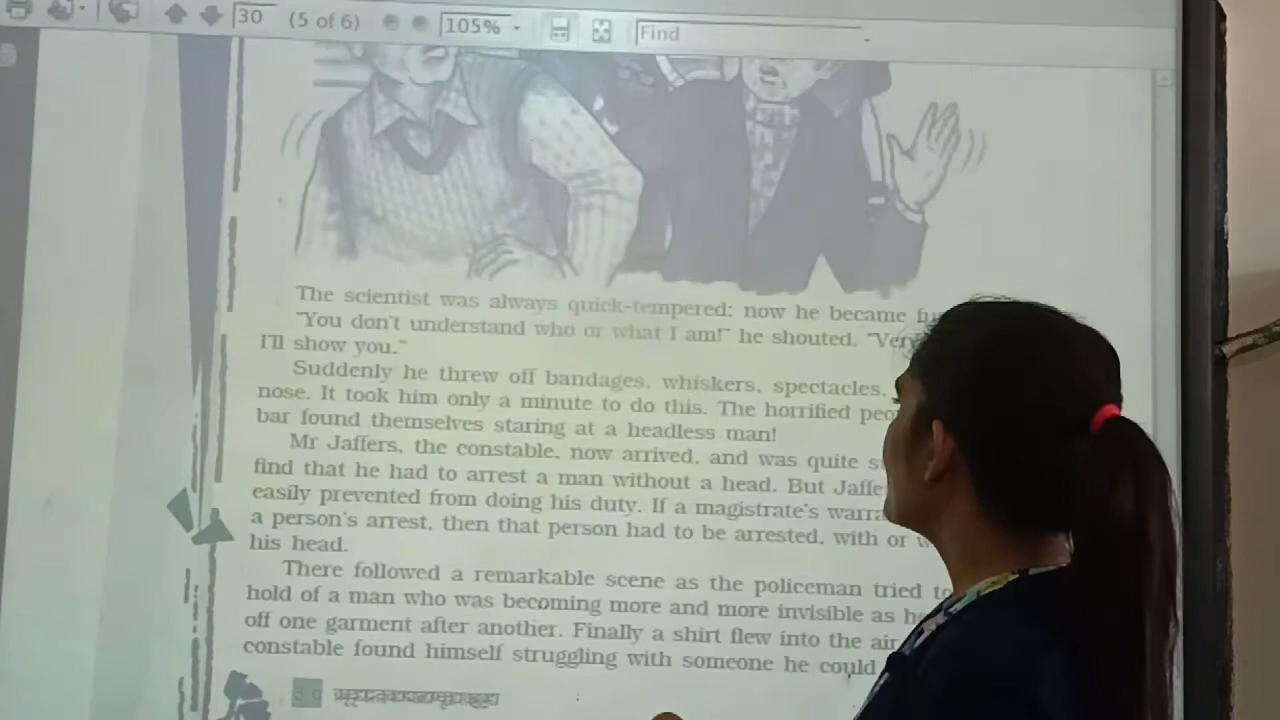 30 (5 of 6) 105% Find
The scientist was always quick-tempered; now he became
"You don't understand who or what I am!" he shouted. "Very
I'll show you."
Suddenly he threw off bandages, whiskers, spectacles,
nose. It took him only a minute to do this. The horrified
bar found themselves staring at a headless man!
Mr Jaffers, the constable, now arrived, and was quite
find that he had to arrest a man without a head. But
easily prevented from doing his duty. If a magistrate's
a person's arrest, then that person had to be arrested, with or
his head.
There followed a remarkable scene as the policeman tried to
hold of a man who was becoming more and more invisible as
off one garment after another. Finally a shirt flew into the air
constable found himself struggling with someone he could